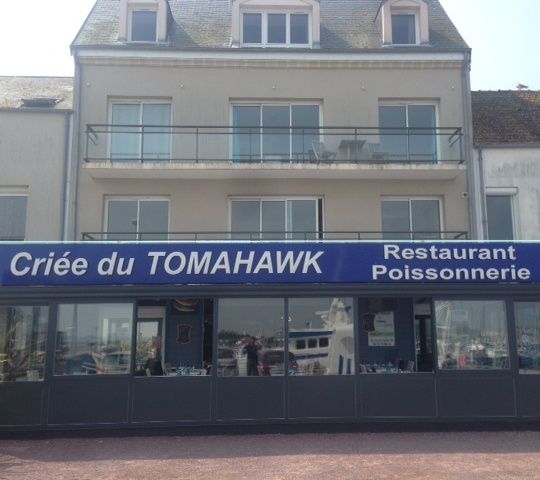 Criée du TOMAHAWK
Restaurant
Poissonnerie